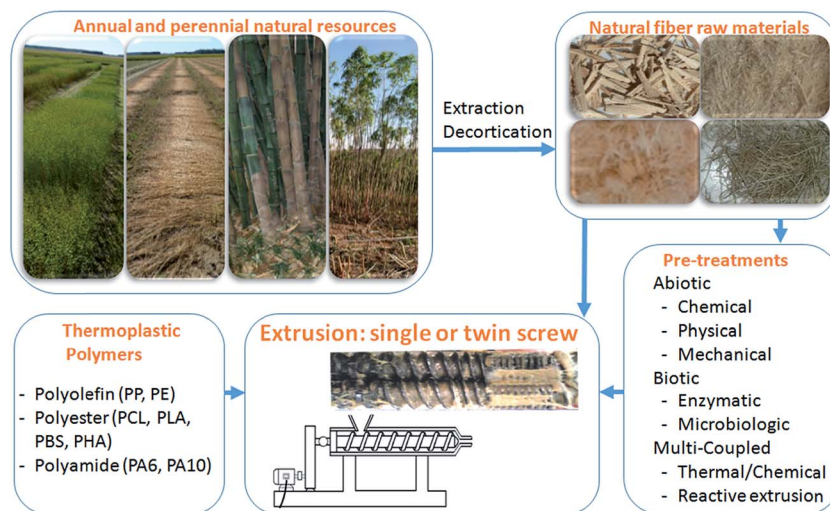 Annual and perennial natural resources
Natural fiber raw materials
Extraction
Decortication
Pre-treatments
Abiotic
- Chemical
- Physical
- Mechanical
Biotic
- Enzymatic
- Microbiologic
Multi-Coupled
- Thermal/Chemical
- Reactive extrusion
Thermoplastic
Polymers
- Polyolefin (PP, PE)
- Polyester (PCL, PLA,
PBS, PHA)
- Polyamide (PA6, PA10)
Extrusion: single or twin screw